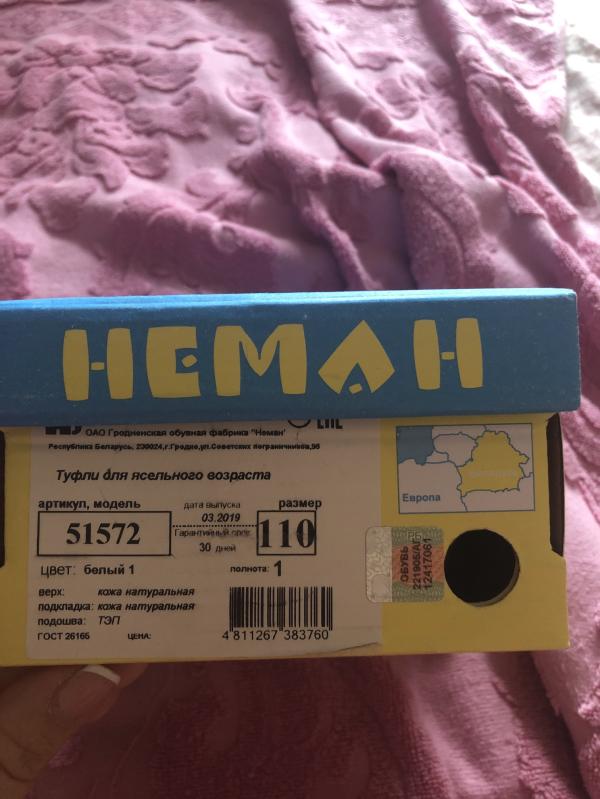 НЕМАН
ОАО Гродненская обувная фабрика "Неман"
Республика Беларусь, 230024, г.Гродно, ул.Советских пограничников,96
Туфли для ясельного возраста
артикул, модель
51572
дата выпуска
03.2019
Гарантийный срок
30 дней
размер
110
цвет: белый 1
полнота: 1
верх: кожа натуральная
подкладка: кожа натуральная
подошва: ТЭП
ГОСТ 26165 ЦЕНА:
4 811267 383760
Европа
ОБУВЬ
12417061